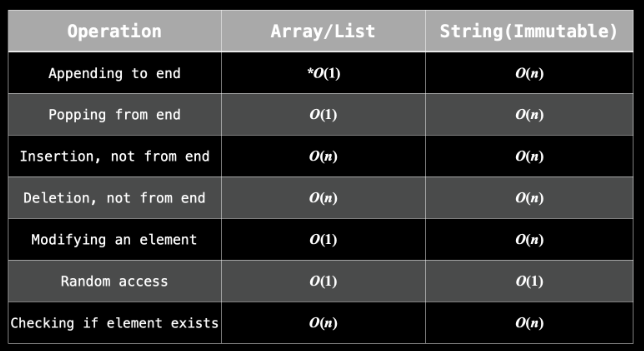 Operation Array/List String(Immutable)
Appending to end *O(1) O(n)
Popping from end O(1) O(n)
Insertion, not from end O(n) O(n)
Deletion, not from end O(n) O(n)
Modifying an element O(1) O(n)
Random access O(1) O(1)
Checking if element exists O(n) O(n)